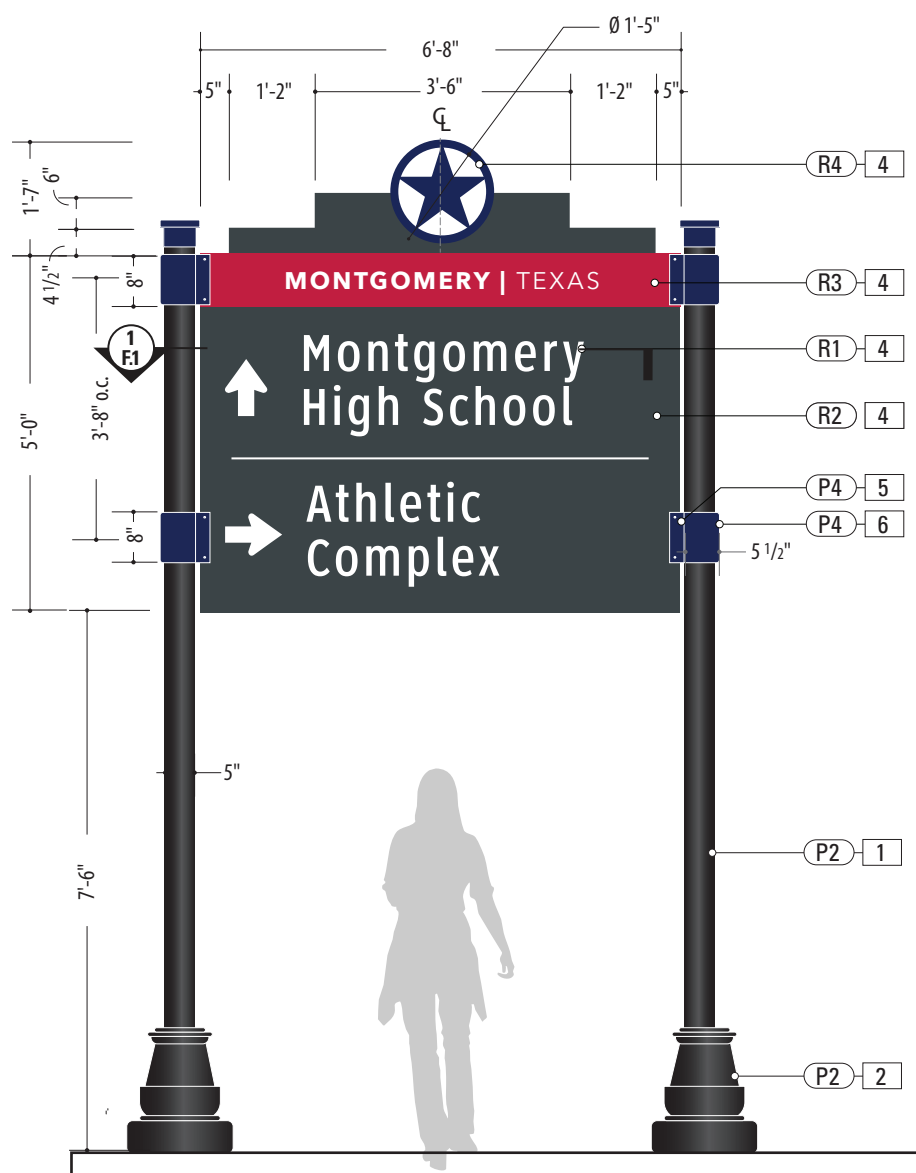 Ø 1'-5"
6'-8"
5" 1'-2" 3'-6" 1'-2" 5"
CL
R4 4
1'-7" 6"
4 1/2" 8"
MONTGOMERY | TEXAS
R3 4
1
F.1
Montgomery
High School
R1 4
R2 4
5'-0" 3'-8" o.c.
Athletic
Complex
P4 5
P4 6
8"
5 1/2"
5"
7'-6"
P2 1
P2 2